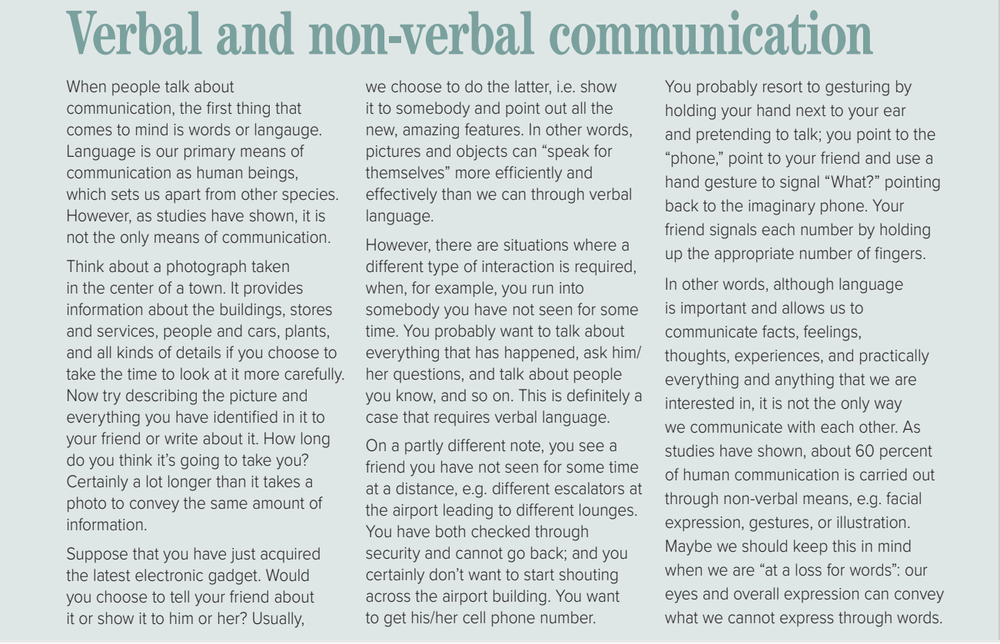 Verbal and non-verbal communication
When people talk about
communication, the first thing that
comes to mind is words or langauge.
Language is our primary means of
communication as human beings,
which sets us apart from other species.
However, as studies have shown, it is
not the only means of communication.
Think about a photograph taken
in the center of a town. It provides
information about the buildings, stores
and services, people and cars, plants,
and all kinds of details if you choose to
take the time to look at it more carefully.
Now try describing the picture and
everything you have identified in it to
your friend or write about it. How long
do you think it's going to take you?
Certainly a lot longer than it takes a
photo to convey the same amount of
information.
Suppose that you have just acquired
the latest electronic gadget. Would
you choose to tell your friend about
it or show it to him or her? Usually,
we choose to do the latter, i.e. show
it to somebody and point out all the
new, amazing features. In other words,
pictures and objects can “speak for
themselves” more efficiently and
effectively than we can through verbal
language.
However, there are situations where a
different type of interaction is required,
when, for example, you run into
somebody you have not seen for some
time. You probably want to talk about
everything that has happened, ask him/
her questions, and talk about people
you know, and so on. This is definitely a
case that requires verbal language.
On a partly different note, you see a
friend you have not seen for some time
at a distance, e.g. different escalators at
the airport leading to different lounges.
You have both checked through
security and cannot go back; and you
certainly don't want to start shouting
across the airport building. You want
to get his/her cell phone number.
You probably resort to gesturing by
holding your hand next to your ear
and pretending to talk; you point to the
“phone,” point to your friend and use a
hand gesture to signal “What?” pointing
back to the imaginary phone. Your
friend signals each number by holding
up the appropriate number of fingers.
In other words, although language
is important and allows us to
communicate facts, feelings,
thoughts, experiences, and practically
everything and anything that we are
interested in, it is not the only way
we communicate with each other. As
studies have shown, about 60 percent
of human communication is carried out
through non-verbal means, e.g. facial
expression, gestures, or illustration.
Maybe we should keep this in mind
when we are “at a loss for words”: our
eyes and overall expression can convey
what we cannot express through words.